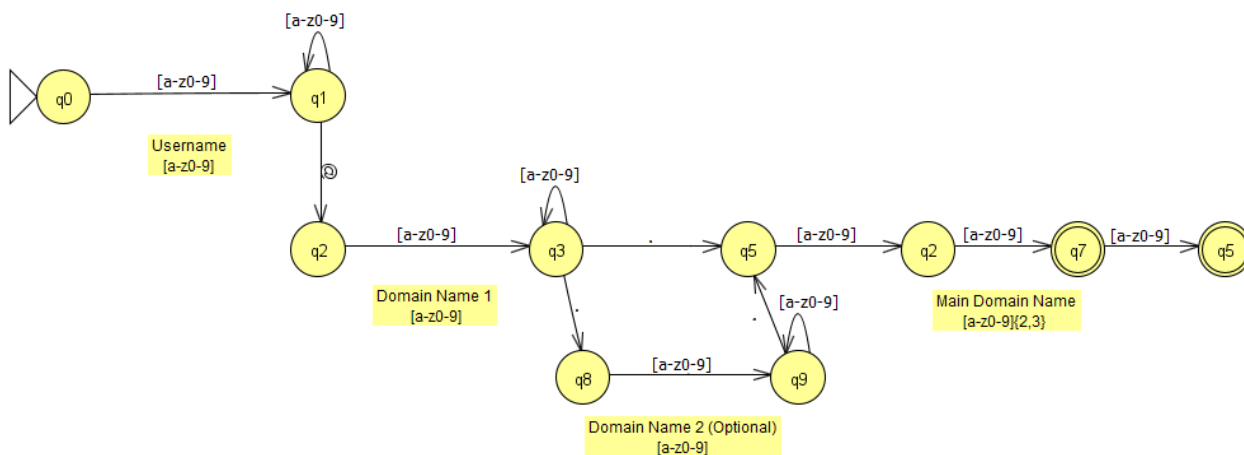 [a-z0-9]
[a-z0-9]
q0
q1
Username
[a-z0-9]
@
[a-z0-9]
q2
[a-z0-9]
q3
.
q5
[a-z0-9]
q2
[a-z0-9]
q7
[a-z0-9]
q5
Domain Name 1
[a-z0-9]
.
.
[a-z0-9]
Main Domain Name
[a-z0-9]{2,3}
q8
[a-z0-9]
q9
Domain Name 2 (Optional)
[a-z0-9]